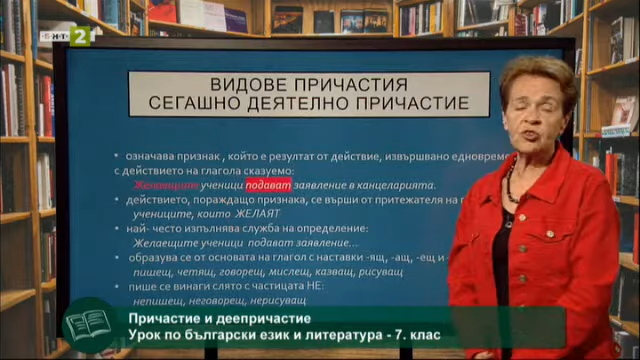 БНТ 2
ВИДОВЕ ПРИЧАСТИЯ
СЕГАШНО ДЕЯТЕЛНО ПРИЧАСТИЕ
• означава признак , който е резултат от действие, извършвано едновреме
с действието на глагола сказуемо:
Желаещите ученици подават заявление в канцеларията.
• действието, пораждащо признака, се върши от притежателя на п
учениците, които ЖЕЛАЯТ
• най- често изпълнява служба на определение:
Желаещите ученици подават заявление...
• образува се от основата на глагол с наставки -ящ, -ащ, -ещ и
пишещ, четящ, говорещ, мислещ, казващ, рисуващ
• пише се винаги слято с частицата НЕ:
непишещ, неговорещ, нерисуващ
Причастие и деепричастие
Урок по български език и литература - 7. клас